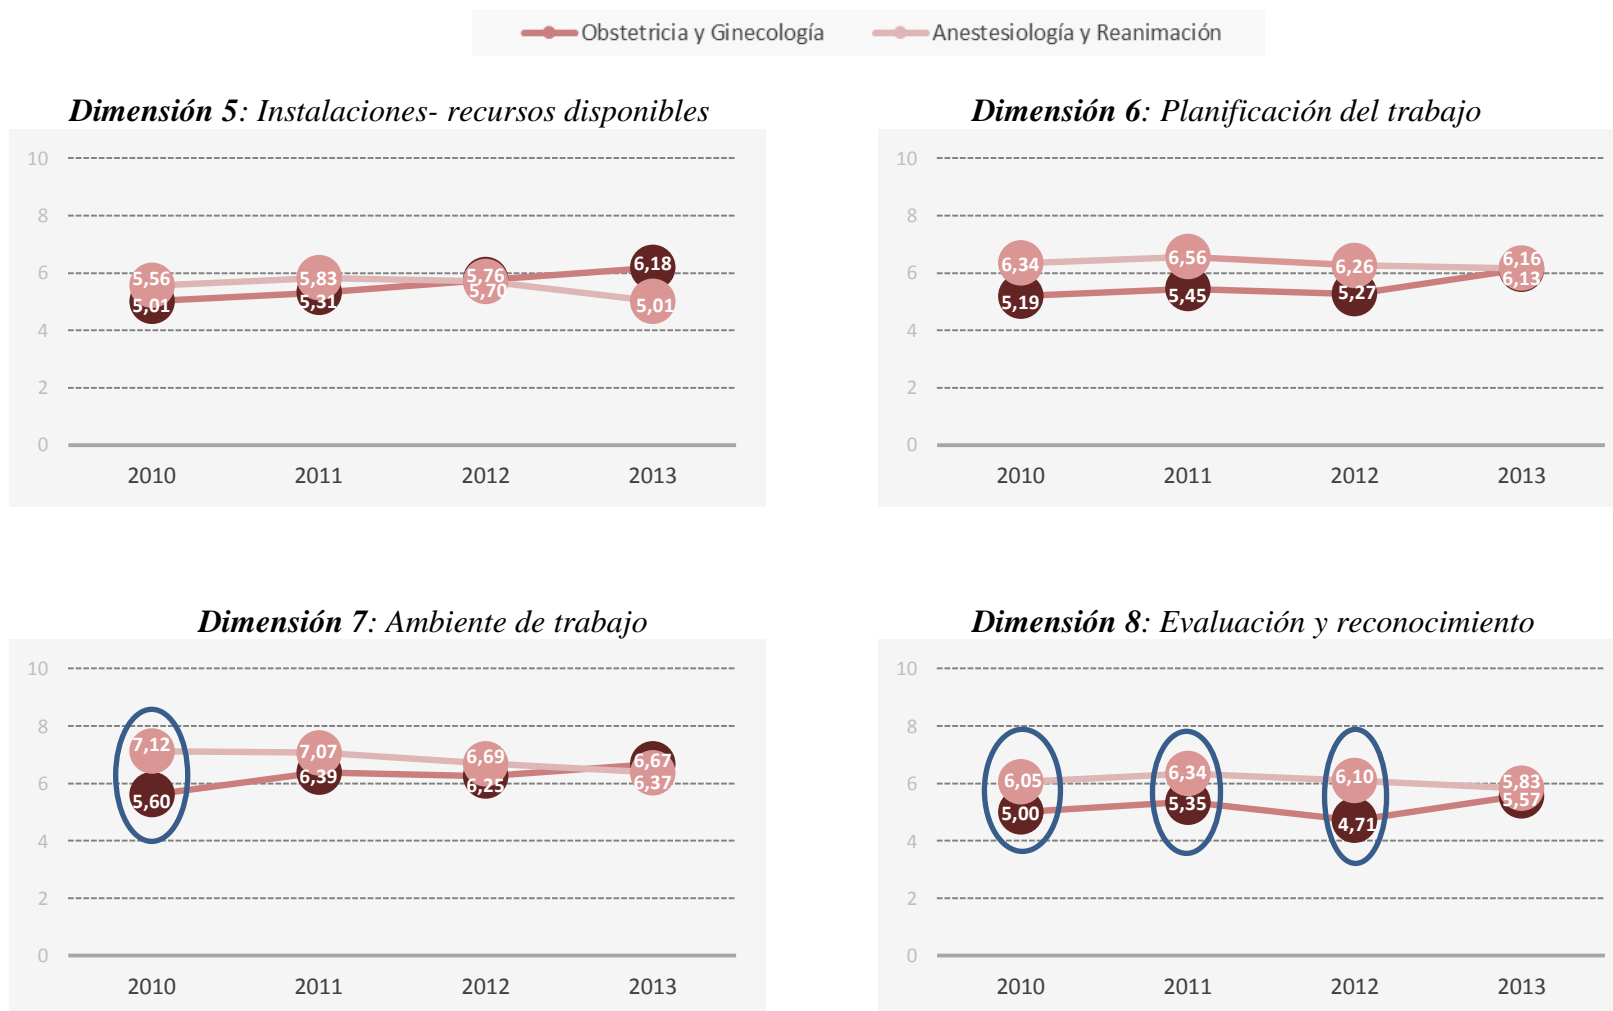 Obstetricia y Ginecología Anestesiología y Reanimación
Dimensión 5: Instalaciones- recursos disponibles
10
8
6
4
2
0
5,56 5,83 5,76 6,18
5,01 5,31 5,70 5,01
2010 2011 2012 2013
Dimensión 6: Planificación del trabajo
10
8
6
4
2
0
6,34 6,56 6,26 6,16
5,19 5,45 5,27 6,13
2010 2011 2012 2013
Dimensión 7: Ambiente de trabajo
10
8
6
4
2
0
7,12 7,07 6,69 6,67
5,60 6,39 6,25 6,37
2010 2011 2012 2013
Dimensión 8: Evaluación y reconocimiento
10
8
6
4
2
0
6,05 6,34 6,10 5,83
5,00 5,35 4,71 5,57
2010 2011 2012 2013